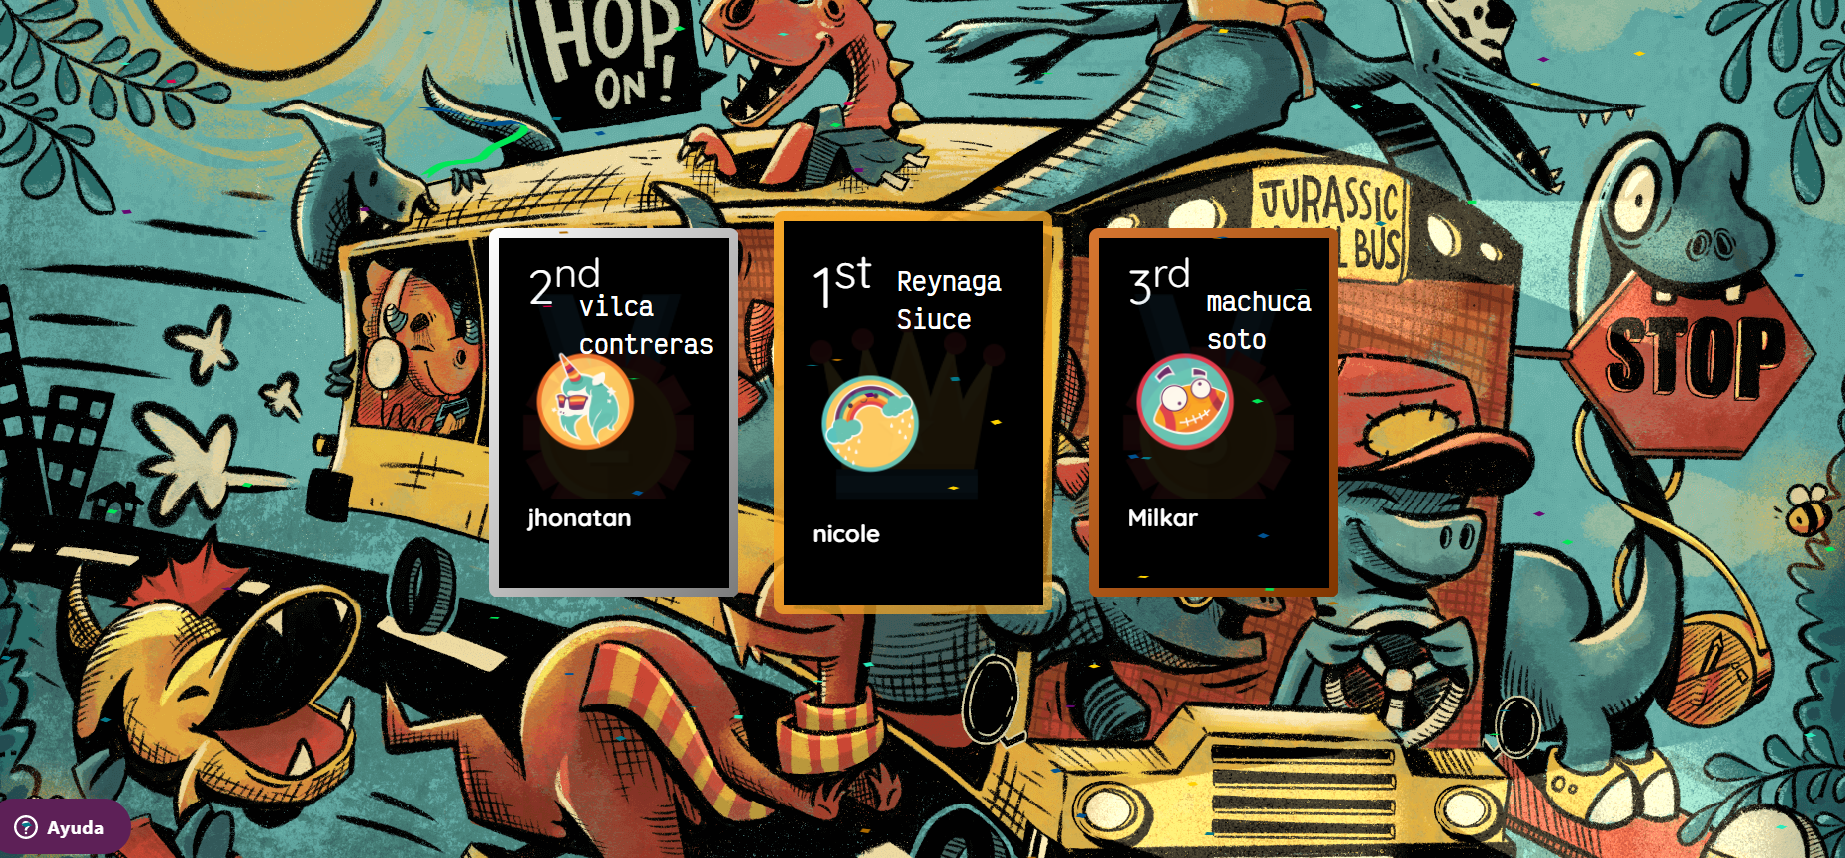 HOP
ON!
JURASSIC
BUS
STOP
2nd
vilca
contreras
jhonatan
1st
Reynaga
Siuce
nicole
3rd
machuca
soto
Milkar
Ayuda